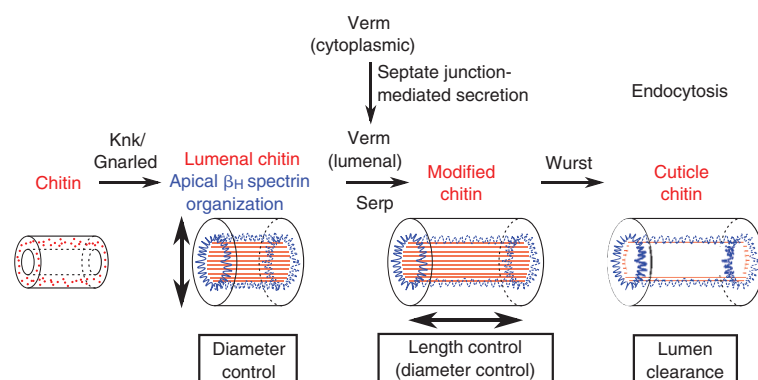 Verm
(cytoplasmic)
Septate junction-
mediated secretion
Endocytosis
Knk/
Gnarled
Verm
(lumenal)
Wurst
Chitin
Lumenal chitin
Apical βH spectrin
organization
Serp
Modified
chitin
Cuticle
chitin
Diameter
control
Length control
(diameter control)
Lumen
clearance